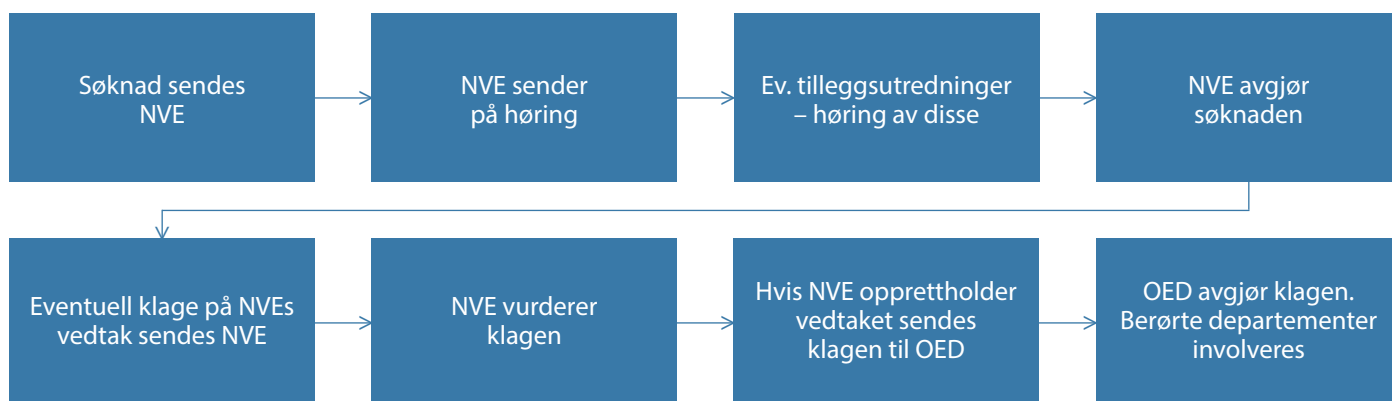 Søknad sendes
NVE
NVE sender
på høring
Ev. tilleggsutredninger
– høring av disse
NVE avgjør
søknaden
Eventuell klage på NVEs
vedtak sendes NVE
NVE vurderer
klagen
Hvis NVE opprettholder
vedtaket sendes
klagen til OED
OED avgjør klagen.
Berørte departementer
involveres